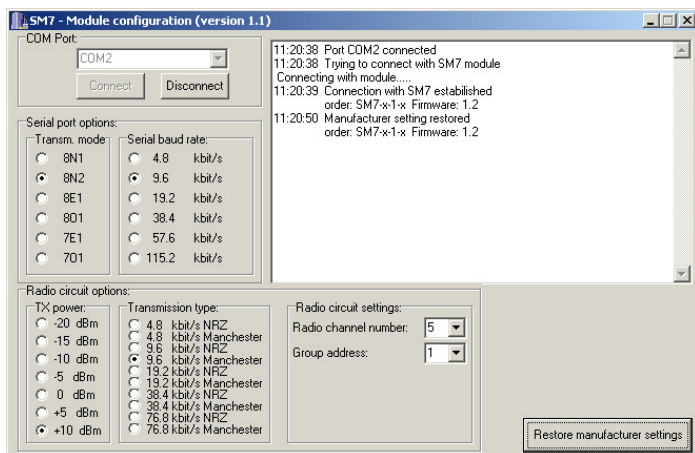 SM7 - Module configuration (version 1.1)
COM Port:
COM2
Connect Disconnect
11:20:38 Port COM2 connected
11:20:38 Trying to connect with SM7 module
Connecting with module.....
11:20:39 Connection with SM7 estabilished
order: SM7-x-1-x Firmware: 1.2
11:20:50 Manufacturer setting restored
order: SM7-x-1-x Firmware: 1.2
Serial port options:
Transm. mode
8N1
8N2
8E1
8O1
7E1
7O1
Serial baud rate:
4.8 kbit/s
9.6 kbit/s
19.2 kbit/s
38.4 kbit/s
57.6 kbit/s
115.2 kbit/s
Radio circuit options:
TX power:
-20 dBm
-15 dBm
-10 dBm
-5 dBm
0 dBm
+5 dBm
+10 dBm
Transmission type:
4.8 kbit/s NRZ
4.8 kbit/s Manchester
9.6 kbit/s NRZ
9.6 kbit/s Manchester
19.2 kbit/s NRZ
19.2 kbit/s Manchester
38.4 kbit/s NRZ
38.4 kbit/s Manchester
76.8 kbit/s NRZ
76.8 kbit/s Manchester
Radio circuit settings:
Radio channel number: 5
Group address: 1
Restore manufacturer settings